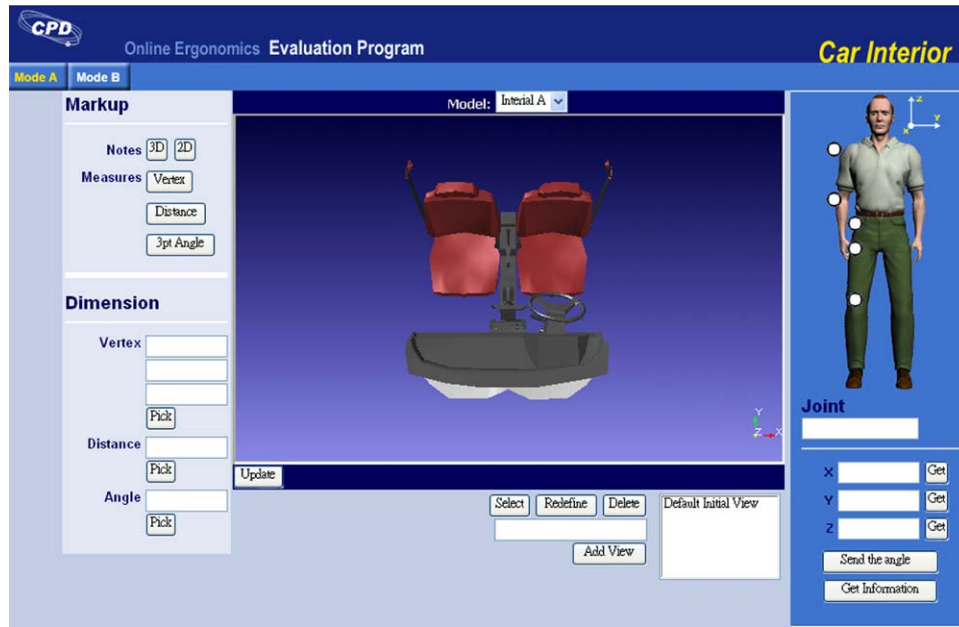 CPD
Online Ergonomics Evaluation Program
Car Interior
Mode A Mode B
Markup
Notes 3D 2D
Measures Vertex
Distance
3pt Angle
Dimension
Vertex
Pick
Distance
Pick
Angle
Pick
Model: Interial A
Y
Z X
Update
Select Redefine Delete
Add View
Default Initial View
Z
Y
X
Joint
X Get
Y Get
Z Get
Send the angle
Get Information